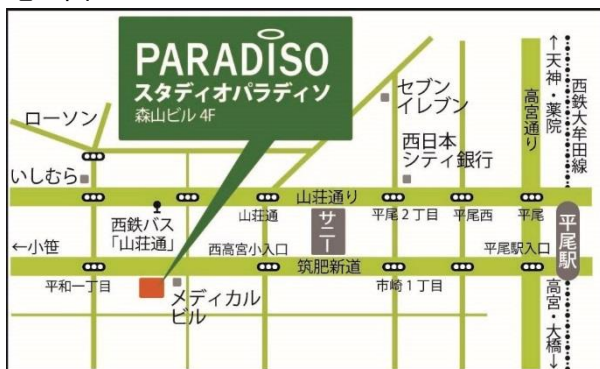 PARADISO
スタディオパラディソ
森山ビル 4F
ローソン
いしむら
西鉄バス
「山荘通」
←小笹
平和一丁目
メディカル
ビル
山荘通
西高宮小入口
サニー
山荘通り
筑肥新道
セブン
イレブン
西日本
シティ銀行
平尾2丁目
平尾西
平尾
市崎1丁目
平尾駅入口
高宮通り
←天神・薬院
西鉄大牟田線
平尾駅
高宮・大橋→